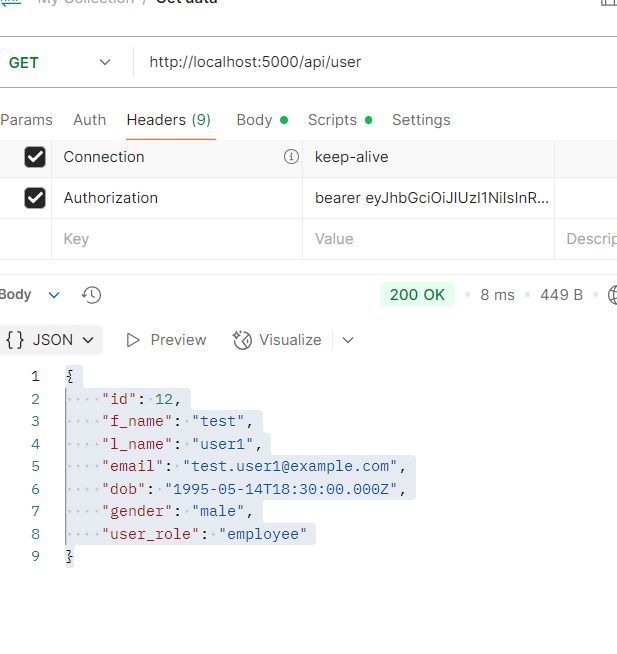 My Collection / Get data
GET http://localhost:5000/api/user
Params Auth Headers (9) Body Scripts Settings
Connection keep-alive
Authorization bearer eyJhbGciOiJIUzI1NiIsInR...
Key Value Descrip
Body 200 OK 8 ms 449 B
{} JSON Preview Visualize
1 {
2 "id": 12,
3 "f_name": "test",
4 "l_name": "user1",
5 "email": "test.user1@example.com",
6 "dob": "1995-05-14T18:30:00.000Z",
7 "gender": "male",
8 "user_role": "employee"
9 }